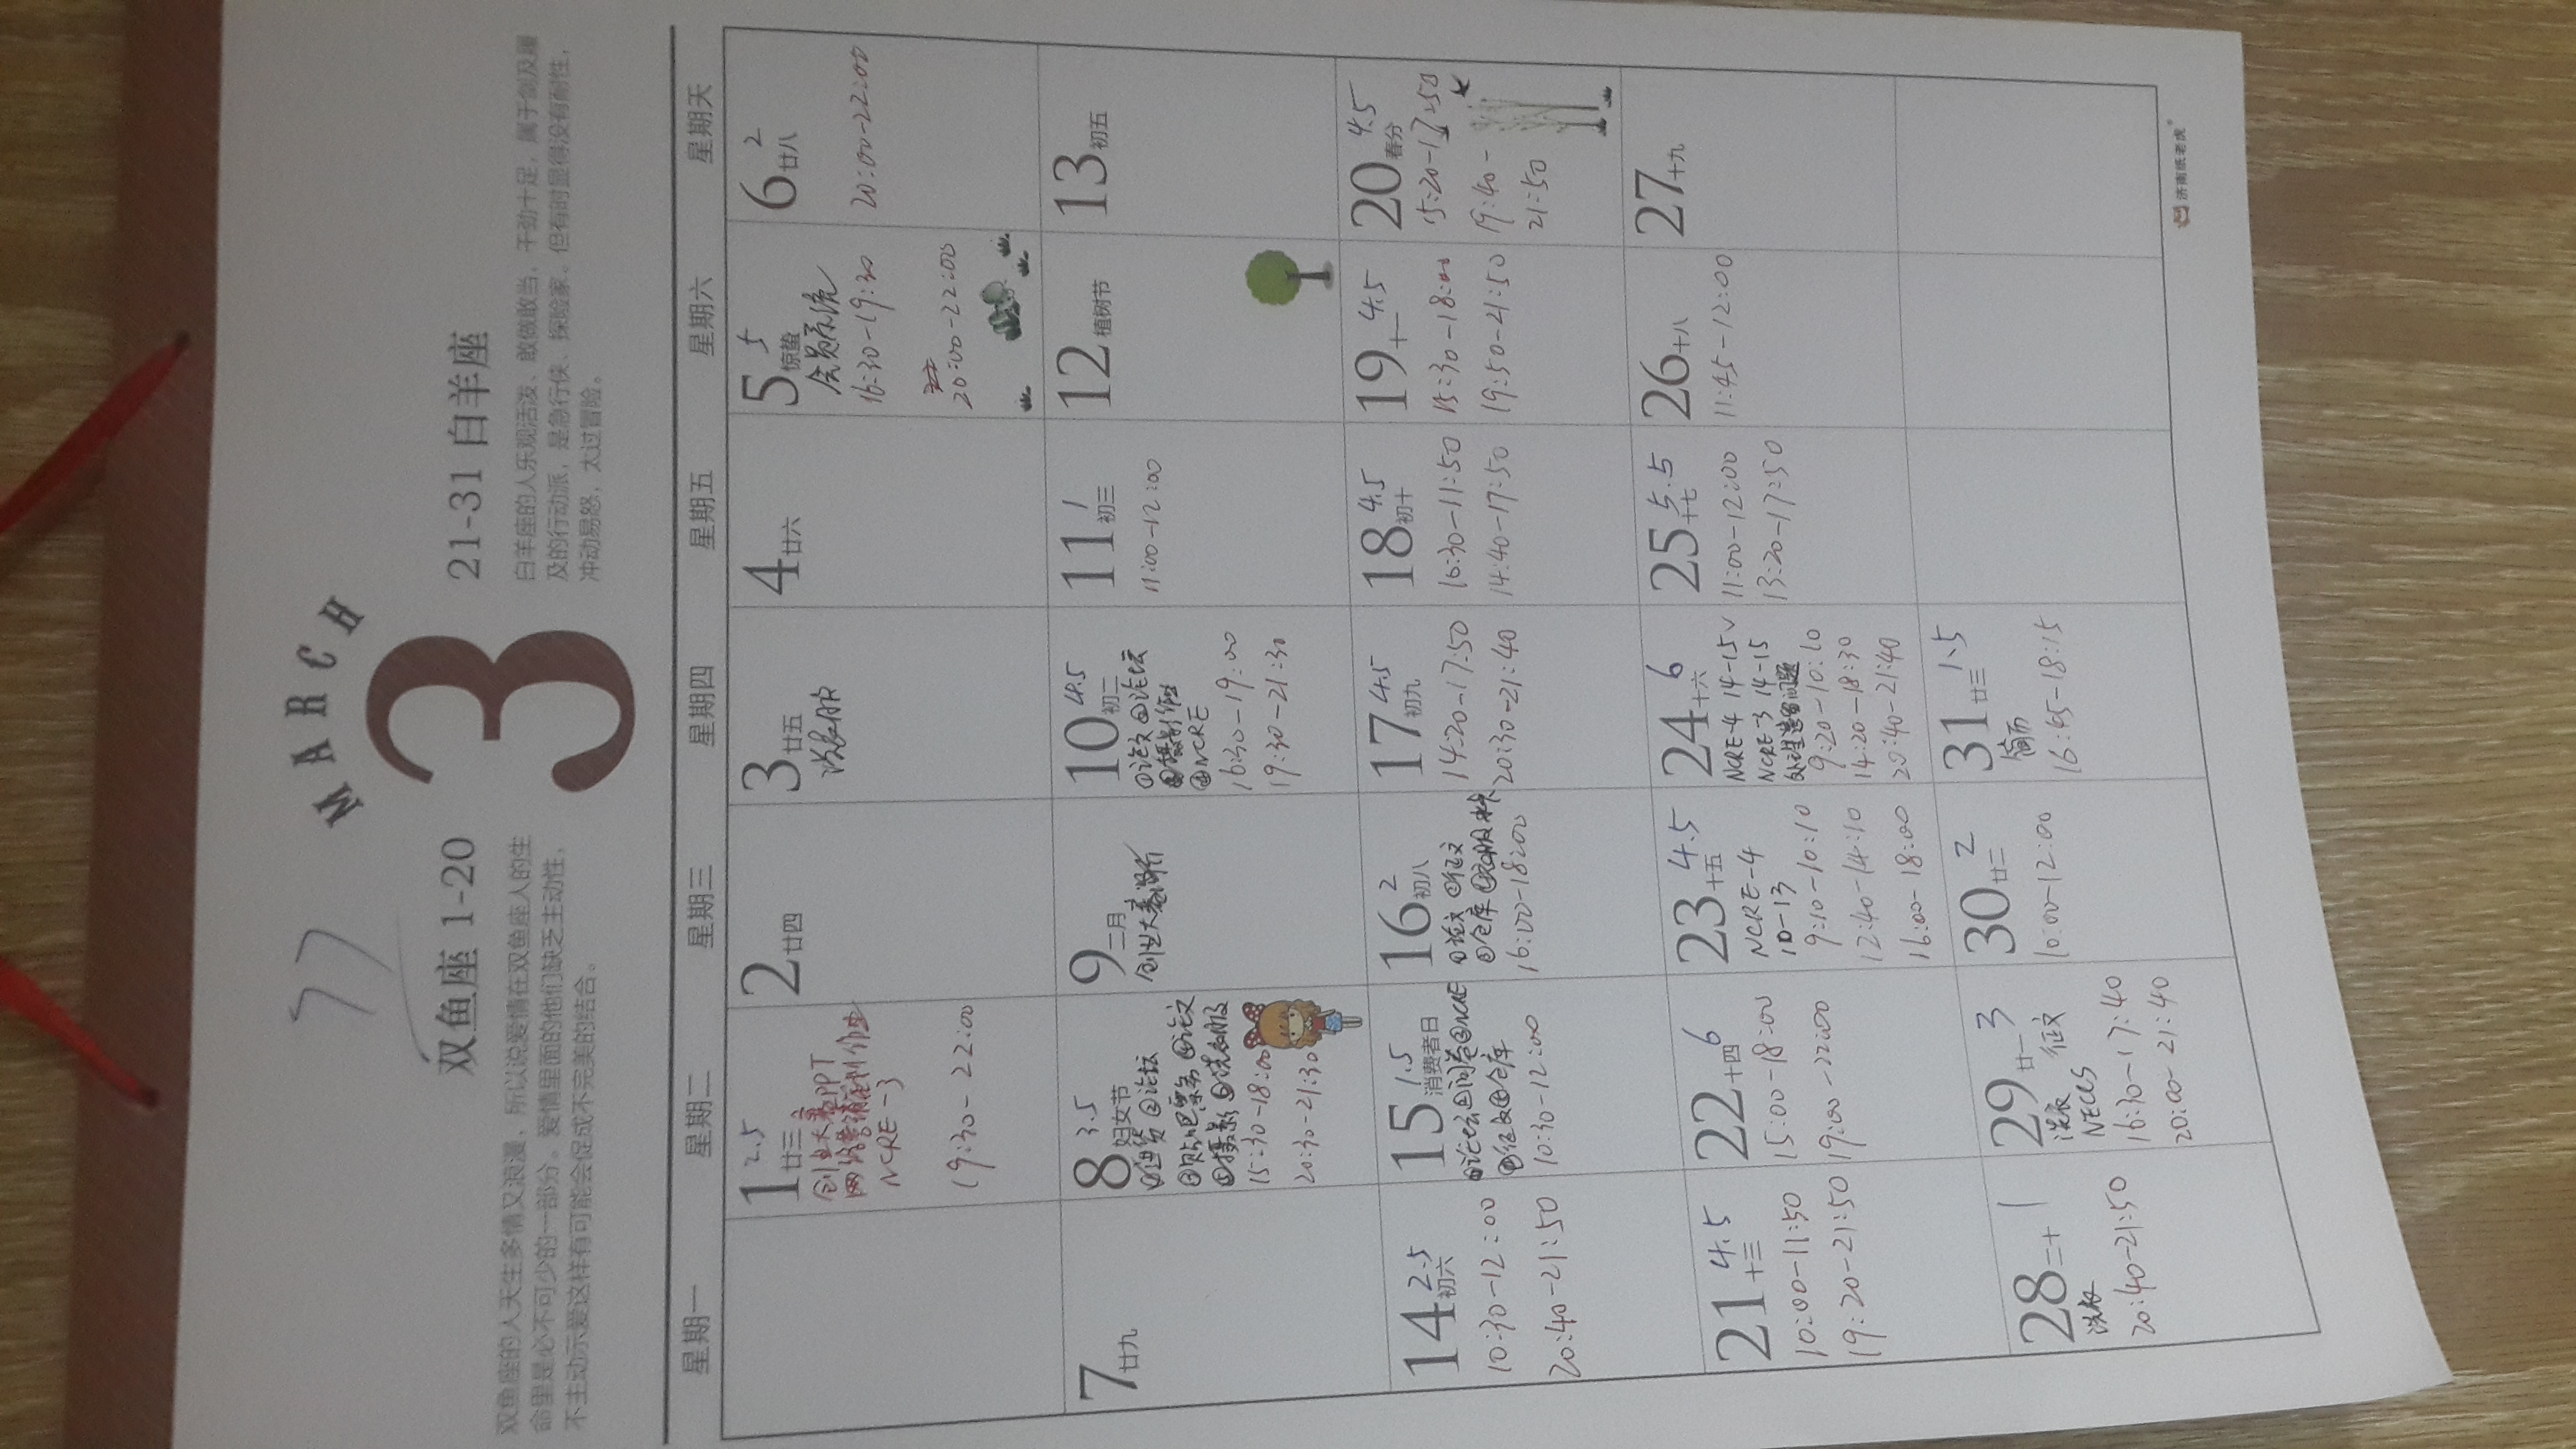 77
MARCH
3
双鱼座 1-20
双鱼座的人天生多情又浪漫，所以说爱情在双鱼座人的生
命里是必不可少的一部分。爱情里面的他们缺乏主动性，
不主动示爱这样有可能会促成不完美的结合。
21-31 白羊座
白羊座的人乐观活泼、敢做敢当，干劲十足，属于剑及履
及的行动派，是急行侠、探险家。但有时显得没有耐性，
冲动易怒，太过冒险。
星期一 星期二 星期三 星期四 星期五 星期六 星期天
1 2.5
廿三
创业大赛PPT
网络营销策划作业
NCRE-3
19:30-22:00
2 廿四
3 廿五
洗衣服
4 廿六
5 5
惊蛰
会员系统
16:30-19:30
20:00-22:00
6 2
廿八
20:00-22:00
7 廿九
8 3.5
妇女节
①进货 ②论坛
③贴吧票务 ④论文
⑤摄影 ⑥洗衣服
15:30-18:00
20:30-21:30
9 二月
创业大赛
10 4.5
初二
①论文 ②论坛
③摄影作业
④NCRE
16:30-19:00
19:30-21:30
11 1
初三
11:00-12:00
12 植树节
13 初五
14 2.5
初六
10:30-12:00
20:40-21:50
15 1.5
消费者日
①论坛②问卷③NCRE
征文 仓库
10:30-12:00
16 2
初八
①论文 ②征文
③仓库
16:00-18:00
17 4.5
初九
14:20-17:50
20:30-21:40
18 4.5
初十
10:30-11:50
14:40-17:50
19 4.5
十一
15:30-18:00
19:50-21:50
20 4.5
春分
15:20-17:50
19:40-
21:50
21 4.5
十三
10:00-11:50
19:20-21:50
22 6
十四
15:00-18:00
19:00-22:00
23 4.5
十五
NCRE-4
10-13
9:10-10:10
12:40-14:10
16:00-18:00
24 6
十六
NCRE-4 14-15√
NCRE-3 14-15
处理遗留问题
9:20-10:10
14:20-18:30
20:40-21:40
25 5.5
十七
11:00-12:00
13:20-17:50
26 十八
11:45-12:00
27 十九
28 1
二十
洗衣
20:40-21:50
29 3
廿一
洗衣 征文
NECCS
16:30-17:40
20:00-21:40
30 2
廿二
10:00-12:00
31 1.5
廿三
简历
16:45-18:15
济南纸老虎